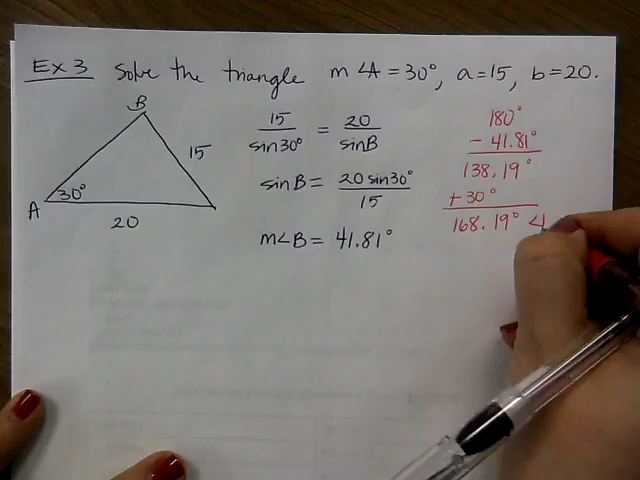 Ex 3 Solve the triangle m∠A = 30°, a = 15, b = 20.
B
15
30°
A
20
15/sin30° = 20/sinB
sinB = 20 sin30°/15
m∠B = 41.81°
180°
- 41.81°
138.19°
+ 30°
168.19° <1